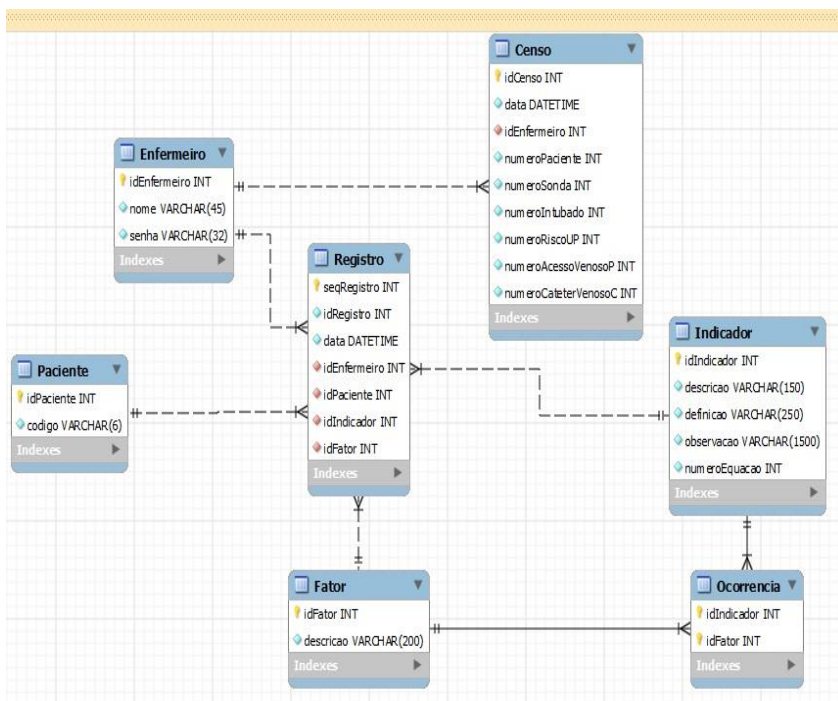 Censo
idCenso INT
data DATETIME
idEnfermeiro INT
numeroPaciente INT
numeroSonda INT
numeroIntubado INT
numeroRiscoUP INT
numeroAcessoVenosoP INT
numeroCateterVenosoC INT
Indexes
Enfermeiro
idEnfermeiro INT
nome VARCHAR(45)
senha VARCHAR(32)
Indexes
Registro
seqRegistro INT
idRegistro INT
data DATETIME
idEnfermeiro INT
idPaciente INT
idIndicador INT
idFator INT
Indexes
Paciente
idPaciente INT
codigo VARCHAR(6)
Indexes
Indicador
idIndicador INT
descricao VARCHAR(150)
definicao VARCHAR(250)
observacao VARCHAR(1500)
numeroEquacao INT
Indexes
Fator
idFator INT
descricao VARCHAR(200)
Indexes
Ocorrencia
idIndicador INT
idFator INT
Indexes